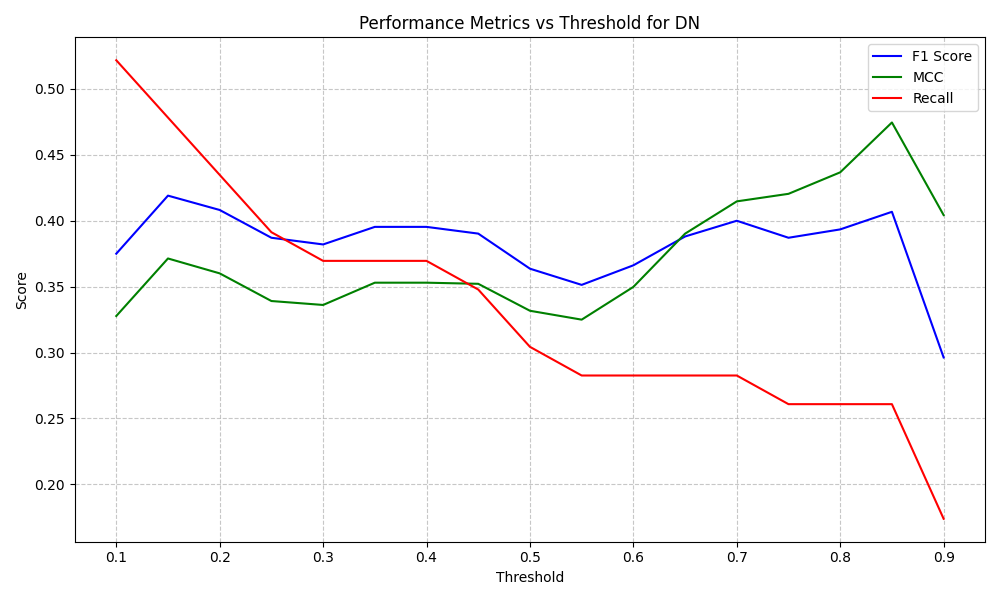 Performance Metrics vs Threshold for DN
F1 Score
MCC
Recall
Score
0.50
0.45
0.40
0.35
0.30
0.25
0.20
0.1 0.2 0.3 0.4 0.5 0.6 0.7 0.8 0.9
Threshold